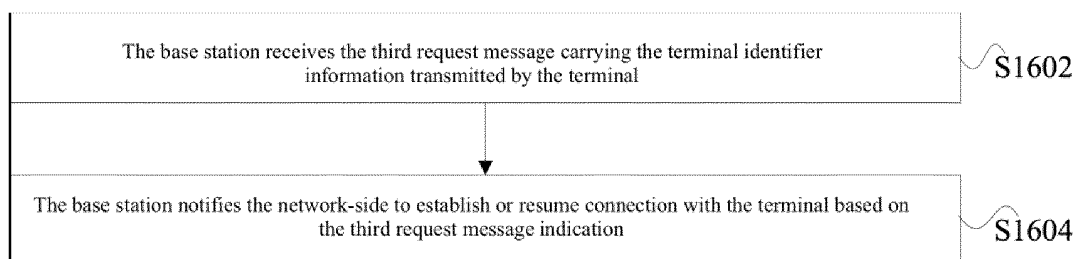 The base station receives the third request message carrying the terminal identifier
information transmitted by the terminal
S1602
The base station notifies the network-side to establish or resume connection with the terminal based on
the third request message indication
S1604